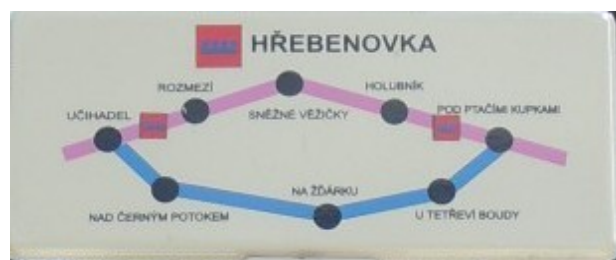 HŘEBENOVKA
ROZMEZÍ
HOLUBNÍK
UČIHADEL
SNĚŽNÉ VĚŽIČKY
POD PTAČÍMI KUPKAMI
NA ŽĎÁRKU
NAD ČERNÝM POTOKEM
U TETŘEVÍ BOUDY